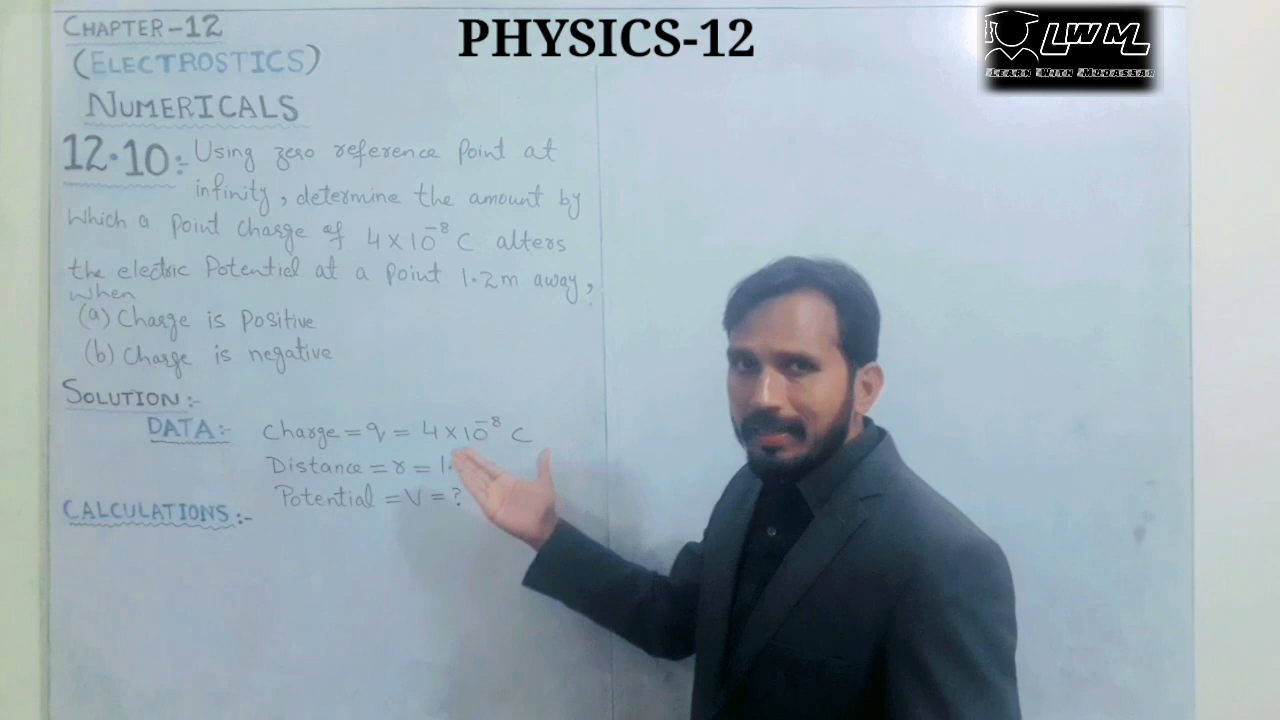 PHYSICS-12
LWML
LEARN WITH MUDASSAR
CHAPTER-12
(ELECTROSTICS)
NUMERICALS
12.10:- Using zero reference point at
infinity, determine the amount by
which a point charge of 4×10⁻⁸ C alters
the electric potential at a point 1.2m away,
when
(a) Charge is positive
(b) Charge is negative
SOLUTION:-
DATA:- Charge = q = 4×10⁻⁸ C
Distance = r = 1.
Potential = V = ?
CALCULATIONS:-